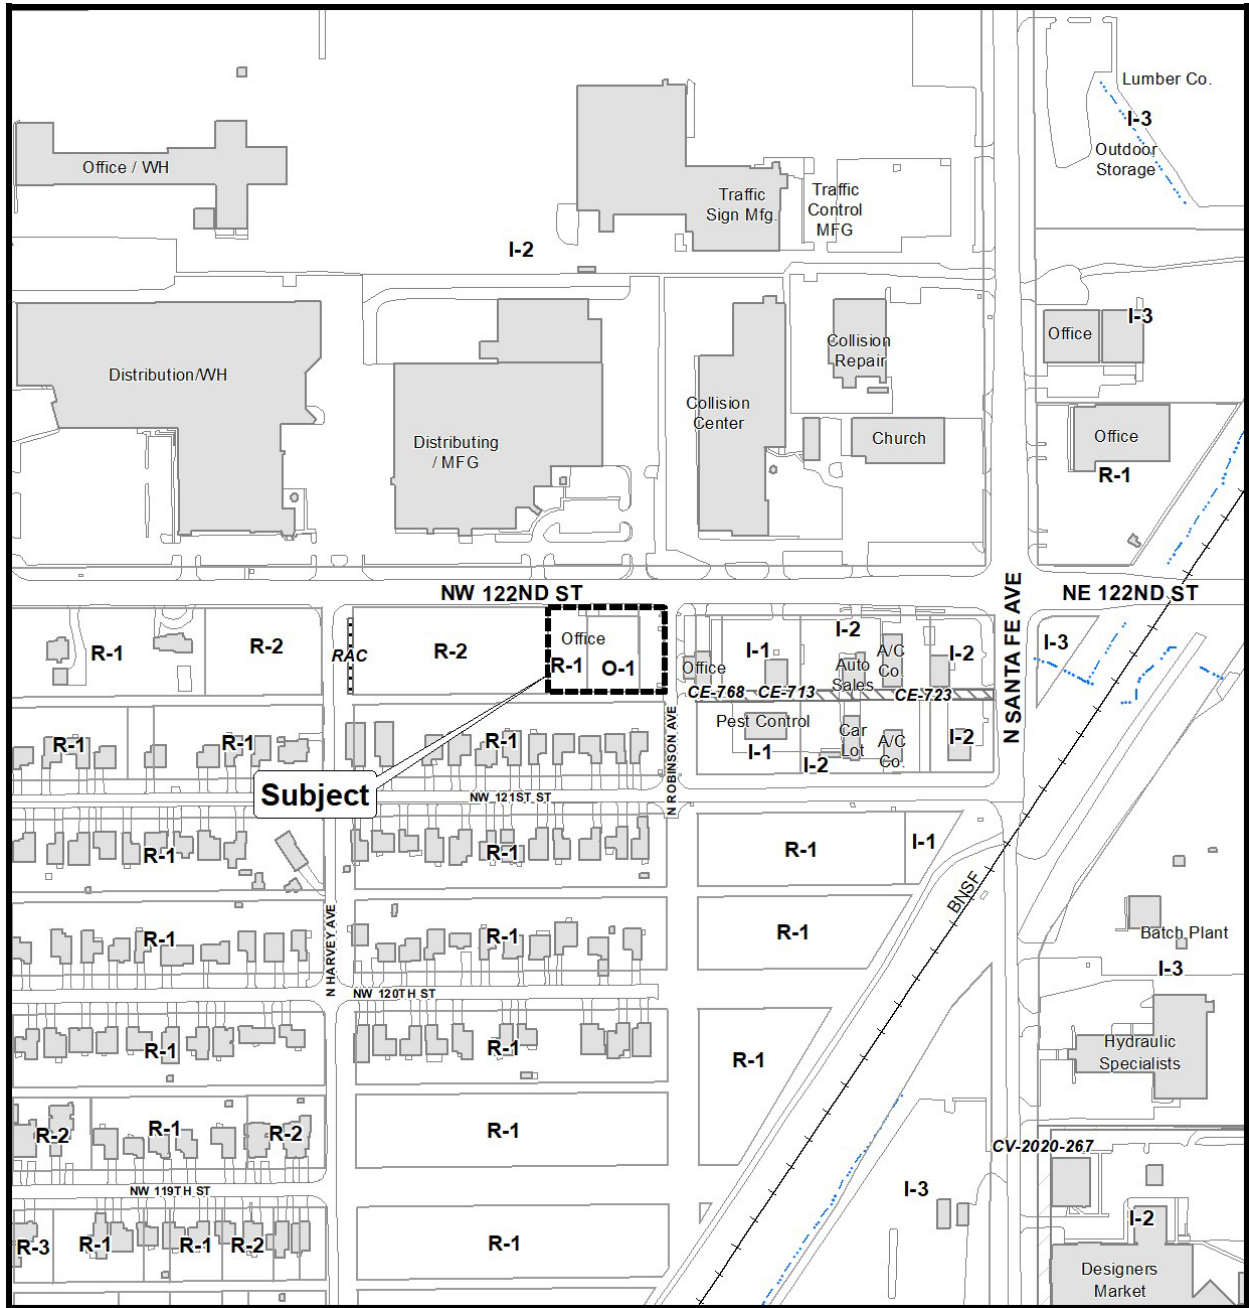 Lumber Co.
I-3
Outdoor
Storage
Office / WH
Traffic
Sign Mfg.
Traffic
Control
MFG
I-2
I-3
Office
Collision
Repair
Distribution/WH
Collision
Center
Distributing
/ MFG
Church
Office
R-1
NW 122ND ST
N SANTA FE AVE
NE 122ND ST
R-1
R-2
RAC
R-2
Office
R-1
O-1
Office
I-1
I-2
Auto
Sales
A/C
Co.
I-2
I-3
CE-768
CE-713
CE-723
Pest Control
I-1
I-2
Car
Lot
A/C
Co.
I-2
R-1
R-1
R-1
Subject
NW 121ST ST
N ROBINSON AVE
R-1
R-1
R-1
I-1
BNSF
N HARVEY AVE
R-1
R-1
R-1
Batch Plant
I-3
NW 120TH ST
R-1
R-1
R-1
Hydraulic
Specialists
R-2
R-1
R-2
R-1
CV-2020-267
NW 119TH ST
I-3
I-2
R-3
R-1
R-1
R-2
R-1
Designers
Market